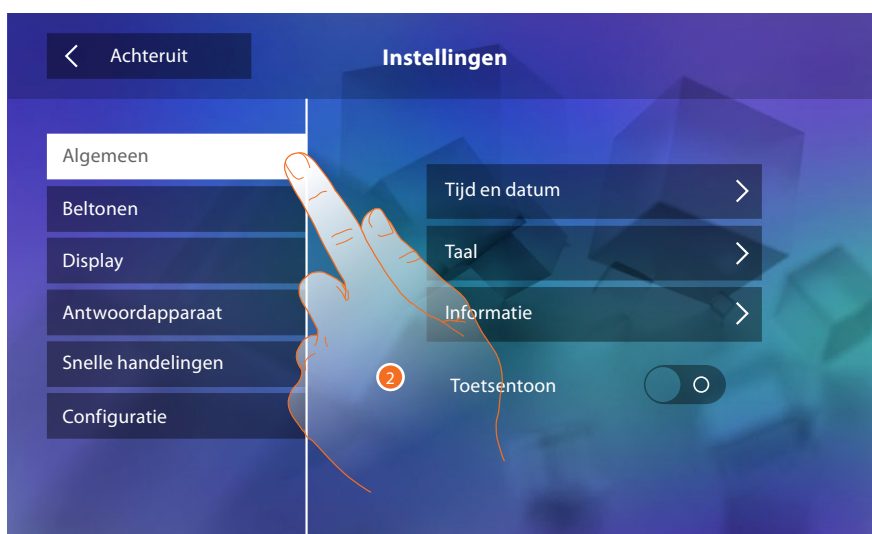 Achteruit
Instellingen
Algemeen
Beltonen
Display
Antwoordapparaat
Snelle handelingen
Configuratie
Tijd en datum
Taal
Informatie
2
Toetsentoon